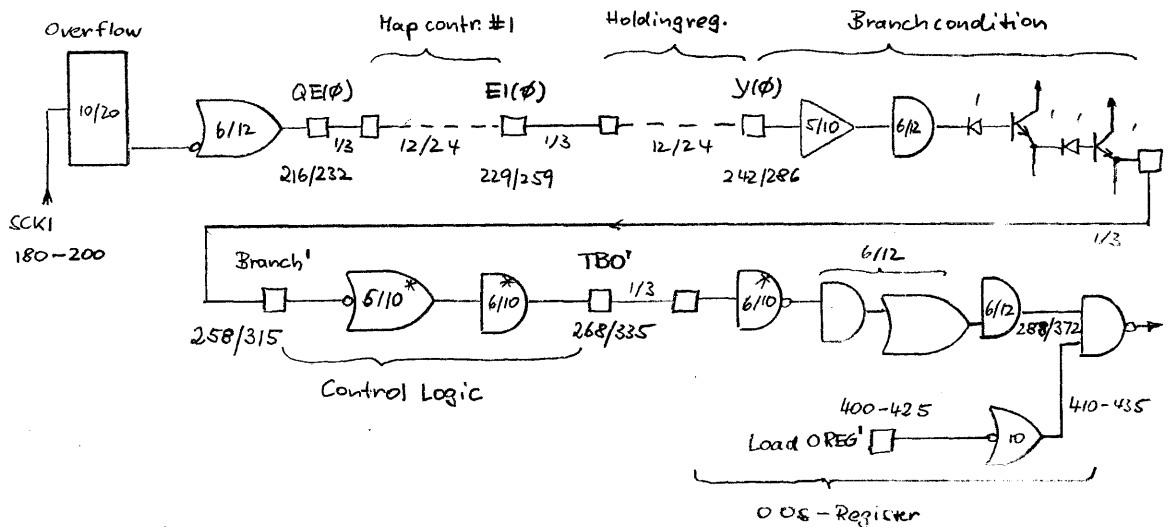 Overflow
Map contr. #1
Holding reg.
Branch condition
10/20
6/12
QE(φ)
1/3
216/232
12/24
EI(φ)
1/3
229/259
12/24
Y(φ)
242/286
5/10
6/12
SCK1
180-200
1/3
Branch'
258/315
5/10*
6/10*
TBO'
268/335
1/3
6/10*
6/12
6/12
288/372
Control Logic
400-425
410-435
Load OREG'
10
OOS-Register